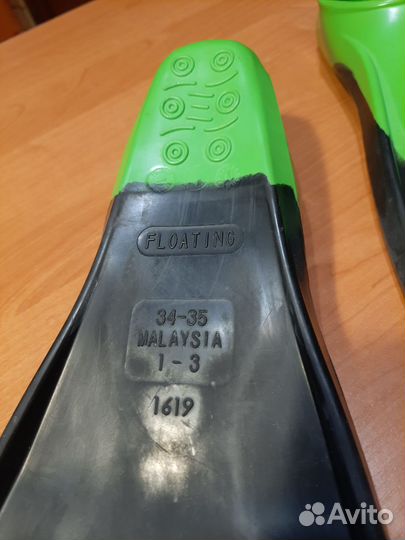 FLOATING
34-35
MALAYSIA
1-3
1619
Avito